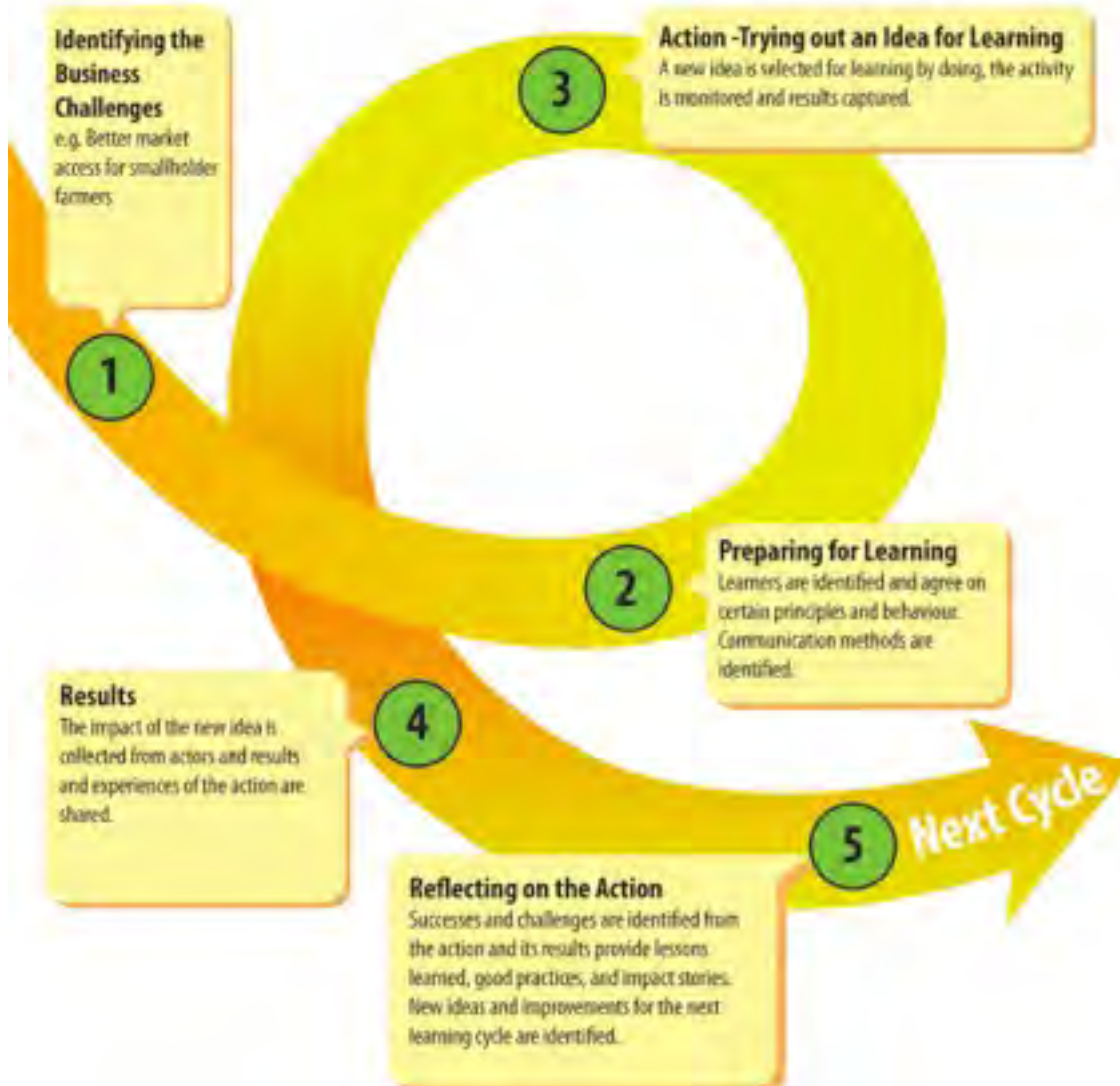 1
Identifying the
Business
Challenges
e.g. Better market
access for smallholder
farmers
2
Preparing for Learning
Learners are identified and agree on
certain principles and behaviour.
Communication methods are
identified.
3
Action -Trying out an Idea for Learning
A new idea is selected for learning by doing, the activity
is monitored and results captured.
4
Results
The impact of the new idea is
collected from actors and results
and experiences of the action are
shared.
5
Reflecting on the Action
Successes and challenges are identified from
the action and its results provide lessons
learned, good practices, and impact stories.
New ideas and improvements for the next
learning cycle are identified.
Next Cycle